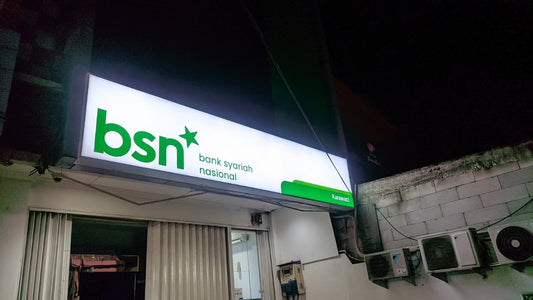 bsn
bank syariah
nasional
Karawaci